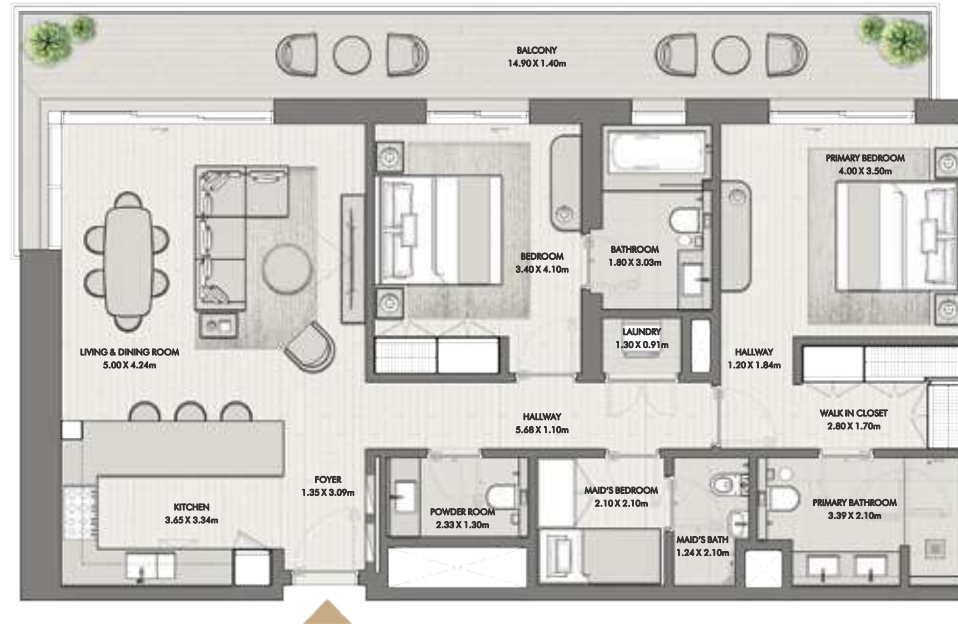 BALCONY
14.90 X 1.40m
PRIMARY BEDROOM
4.00 X 3.50m
BEDROOM
3.40 X 4.10m
BATHROOM
1.80 X 3.03m
LAUNDRY
1.30 X 0.91m
LIVING & DINING ROOM
5.00 X 4.24m
HALLWAY
1.20 X 1.84m
HALLWAY
5.68 X 1.10m
WALK IN CLOSET
2.80 X 1.70m
FOYER
1.35 X 3.09m
KITCHEN
3.65 X 3.34m
POWDER ROOM
2.33 X 1.30m
MAID'S BEDROOM
2.10 X 2.10m
MAID'S BATH
1.24 X 2.10m
PRIMARY BATHROOM
3.39 X 2.10m